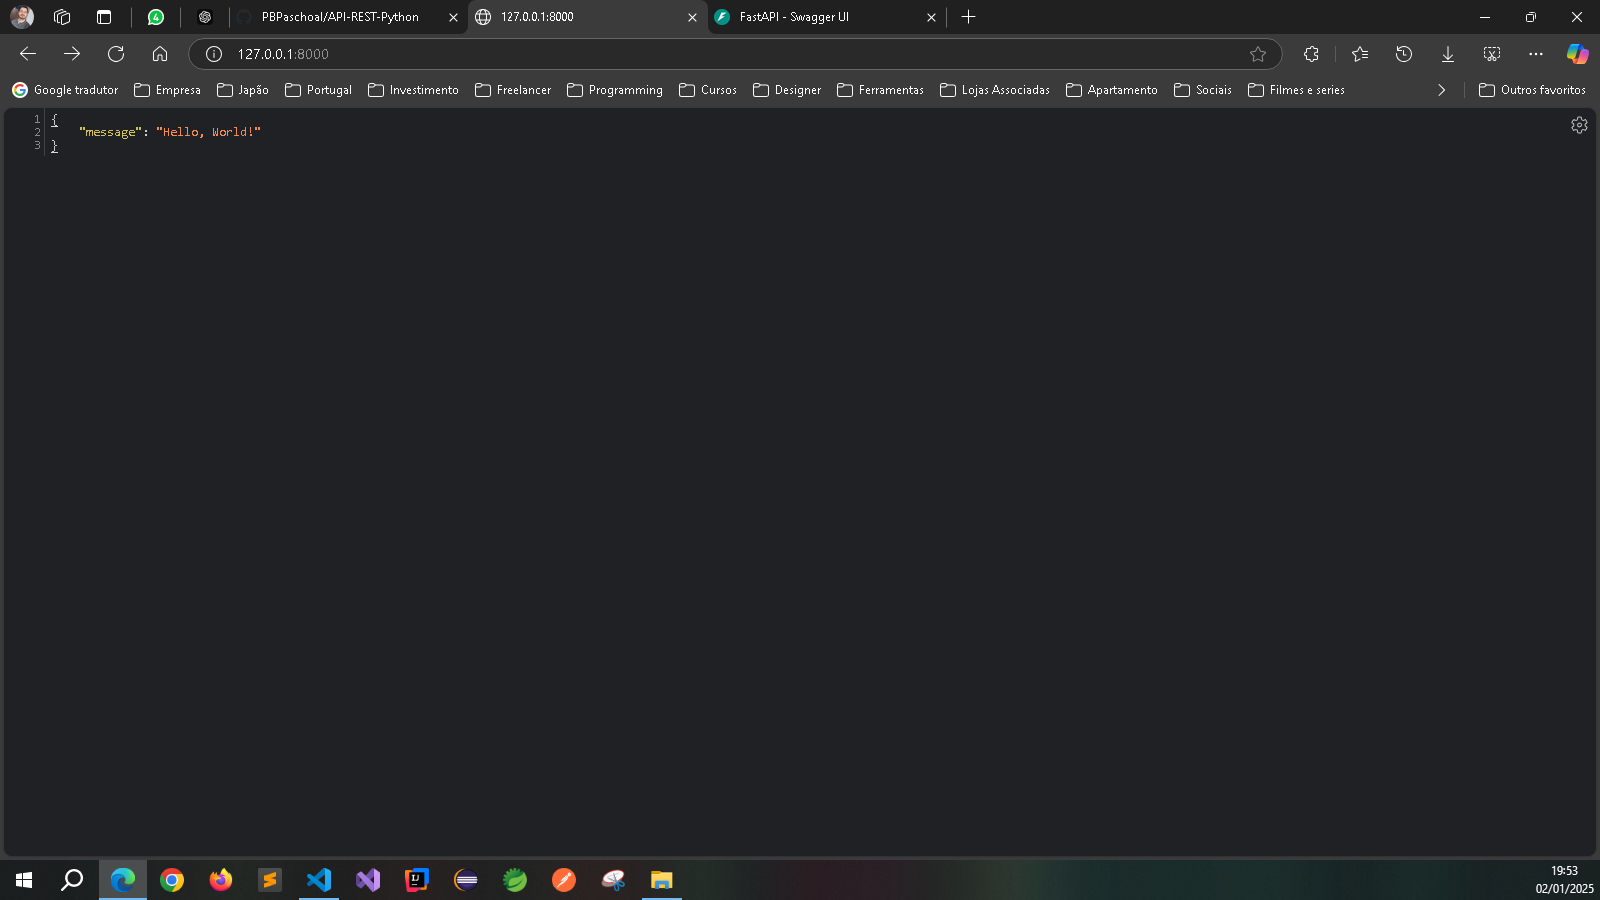 PBPaschoal/API-REST-Python
127.0.0.1:8000
FastAPI - Swagger UI
127.0.0.1:8000
Google tradutor
Empresa
Japão
Portugal
Investimento
Freelancer
Programming
Cursos
Designer
Ferramentas
Lojas Associadas
Apartamento
Sociais
Filmes e series
Outros favoritos
1 {
2 "message": "Hello, World!"
3 }
19:53
02/01/2025